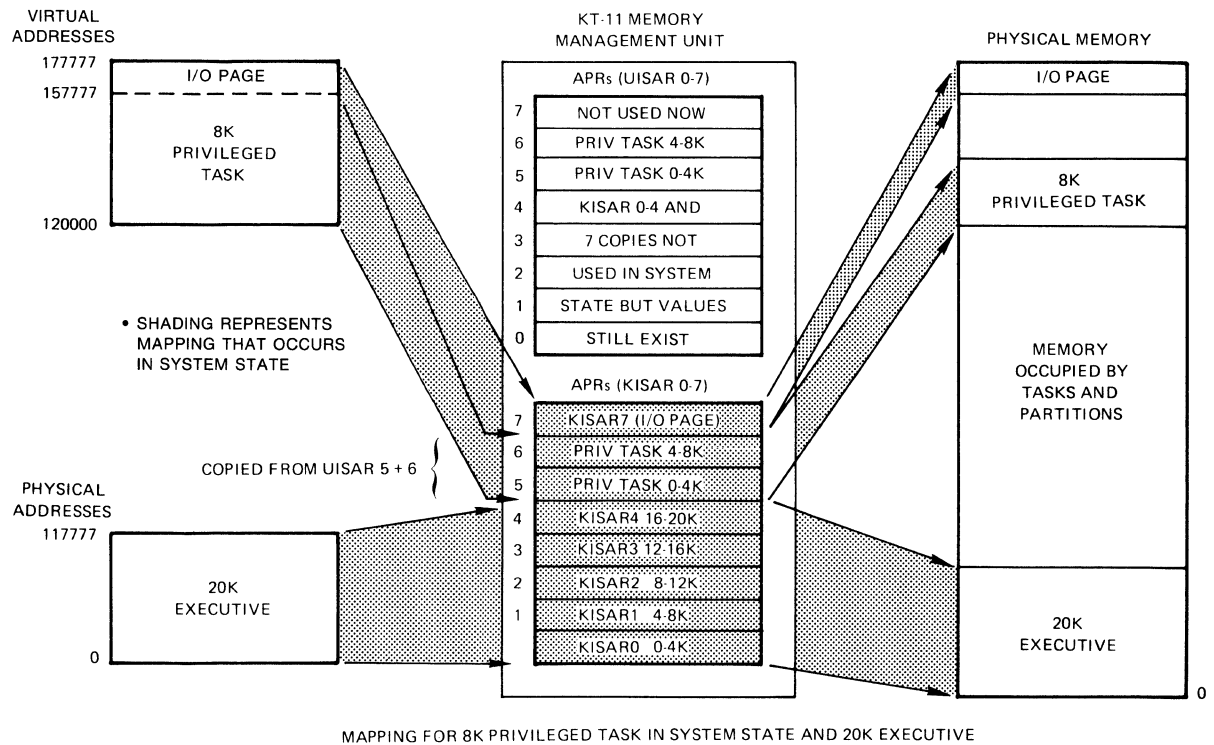 VIRTUAL
ADDRESSES
177777
157777
120000
I/O PAGE
8K
PRIVILEGED
TASK
• SHADING REPRESENTS
MAPPING THAT OCCURS
IN SYSTEM STATE
COPIED FROM UISAR 5 + 6
PHYSICAL
ADDRESSES
117777
0
20K
EXECUTIVE
KT-11 MEMORY
MANAGEMENT UNIT
APRs (UISAR 0-7)
7 NOT USED NOW
6 PRIV TASK 4-8K
5 PRIV TASK 0-4K
4 KISAR 0-4 AND
3 7 COPIES NOT
2 USED IN SYSTEM
1 STATE BUT VALUES
0 STILL EXIST
APRs (KISAR 0-7)
7 KISAR7 (I/O PAGE)
6 PRIV TASK 4-8K
5 PRIV TASK 0-4K
4 KISAR4 16-20K
3 KISAR3 12-16K
2 KISAR2 8-12K
1 KISAR1 4-8K
KISAR0 0-4K
PHYSICAL MEMORY
I/O PAGE
8K
PRIVILEGED TASK
MEMORY
OCCUPIED BY
TASKS AND
PARTITIONS
20K
EXECUTIVE
0
MAPPING FOR 8K PRIVILEGED TASK IN SYSTEM STATE AND 20K EXECUTIVE